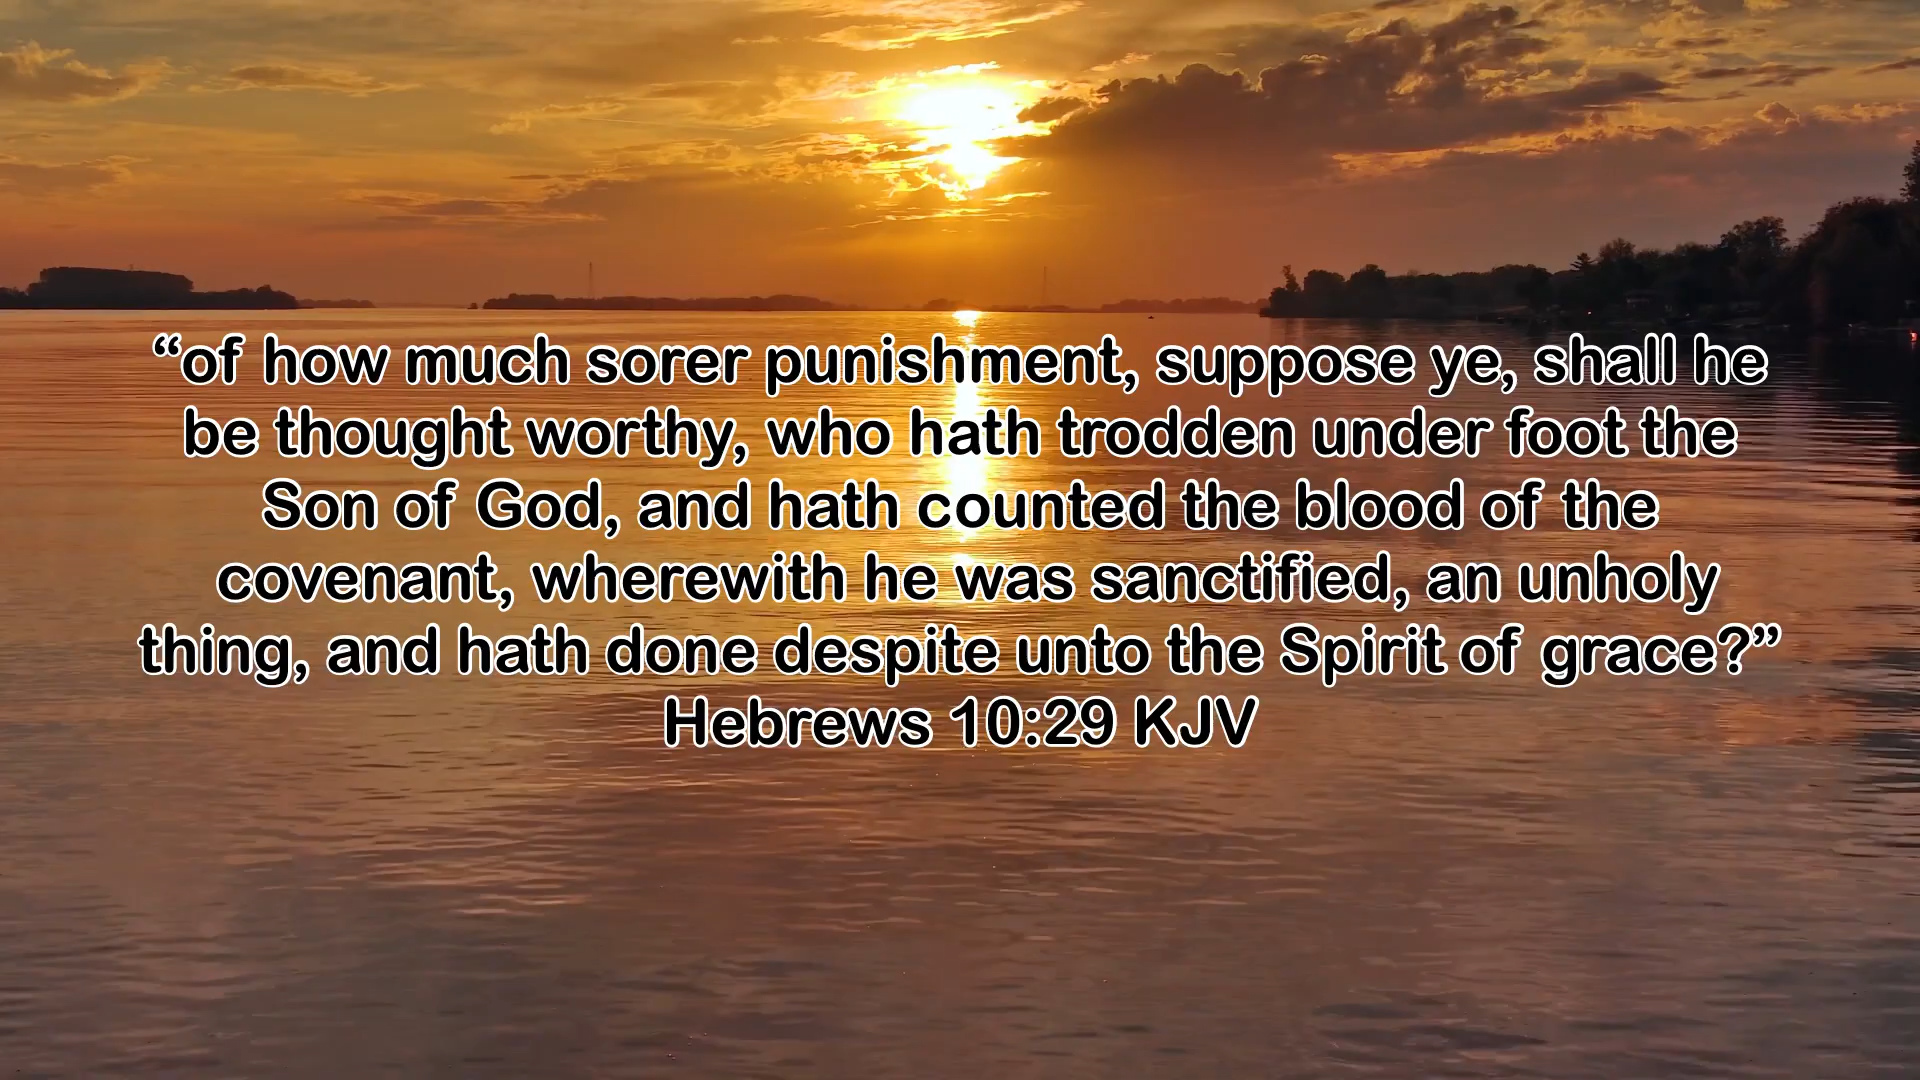 “of how much sorer punishment, suppose ye, shall he
be thought worthy, who hath trodden under foot the
Son of God, and hath counted the blood of the
covenant, wherewith he was sanctified, an unholy
thing, and hath done despite unto the Spirit of grace?”
Hebrews 10:29 KJV